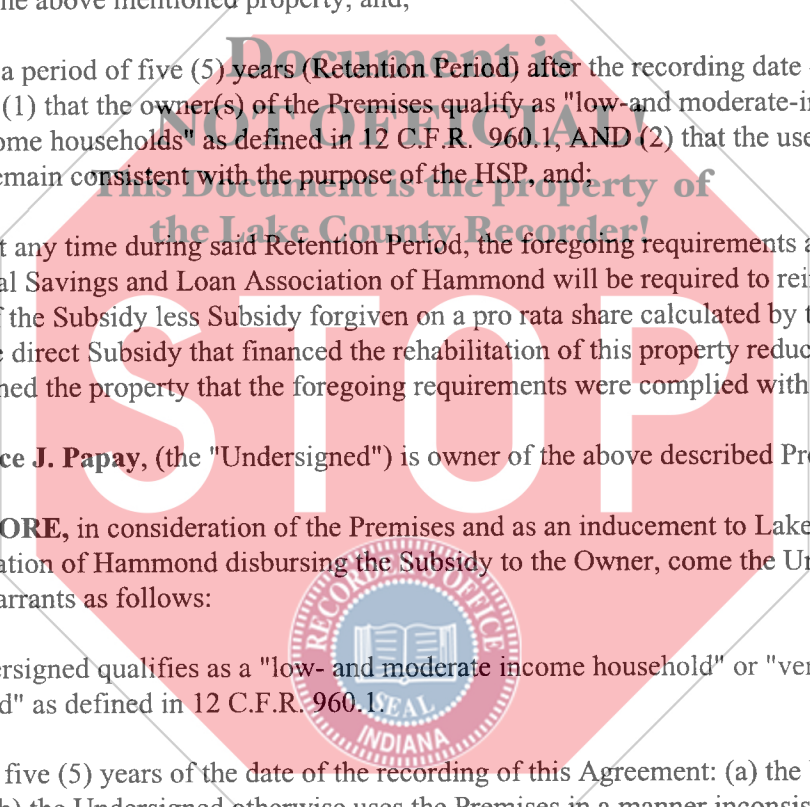 he above mentioned property; and,
Document is
a period of five (5) years (Retention Period) after the recording date
(1) that the owner(s) of the Premises qualify as "low-and moderate-i
NOT OFFICIAL!
ome households" as defined in 12 C.F.R. 960.1, AND (2) that the use
emain consistent with the purpose of the HSP, and;
This Document is the property of
the Lake County Recorder!
t any time during said Retention Period, the foregoing requirements a
al Savings and Loan Association of Hammond will be required to rei
f the Subsidy less Subsidy forgiven on a pro rata share calculated by t
e direct Subsidy that financed the rehabilitation of this property reduc
ned the property that the foregoing requirements were complied with
STOP
ce J. Papay, (the "Undersigned") is owner of the above described Pr
ORE, in consideration of the Premises and as an inducement to Lake
ation of Hammond disbursing the Subsidy to the Owner, come the Un
arrants as follows:
RECORDER'S OFFICE
ersigned qualifies as a "low- and moderate income household" or "ver
d" as defined in 12 C.F.R. 960.1.
SEAL
INDIANA
five (5) years of the date of the recording of this Agreement: (a) the
b) the Undersigned otherwise uses the Premises in a manner inconsis